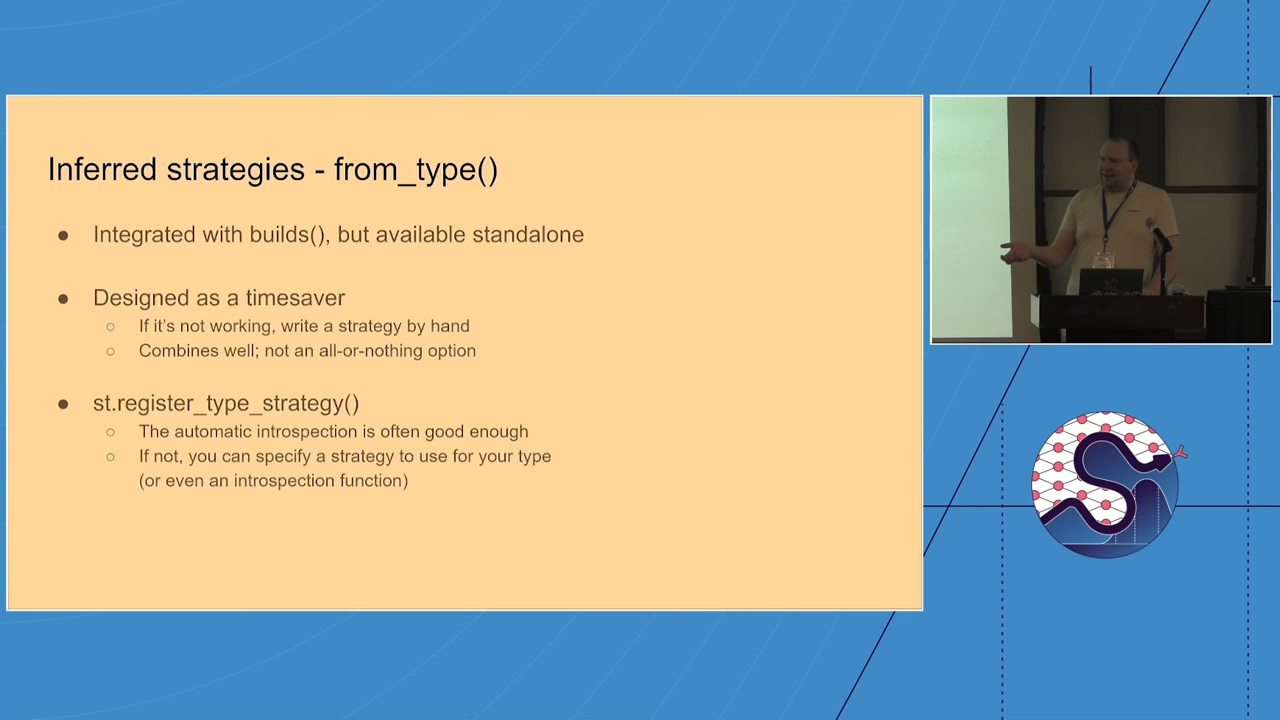 Inferred strategies - from_type()
● Integrated with builds(), but available standalone
● Designed as a timesaver
○ If it's not working, write a strategy by hand
○ Combines well; not an all-or-nothing option
● st.register_type_strategy()
○ The automatic introspection is often good enough
○ If not, you can specify a strategy to use for your type
(or even an introspection function)